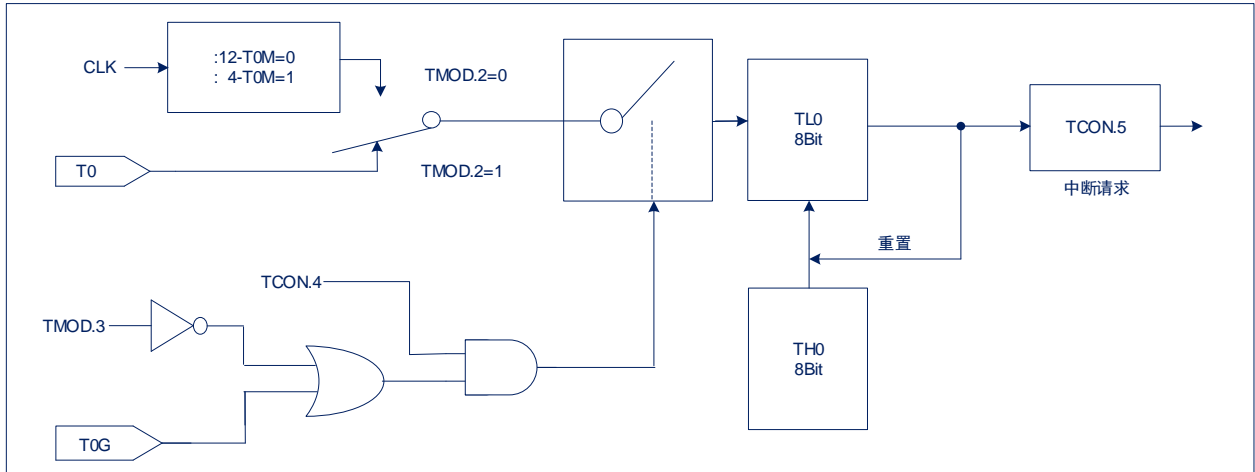 :12-T0M=0
: 4-T0M=1
CLK
TMOD.2=0
T0
TMOD.2=1
TL0
8Bit
TCON.5
中断请求
重置
TCON.4
TMOD.3
TH0
8Bit
T0G